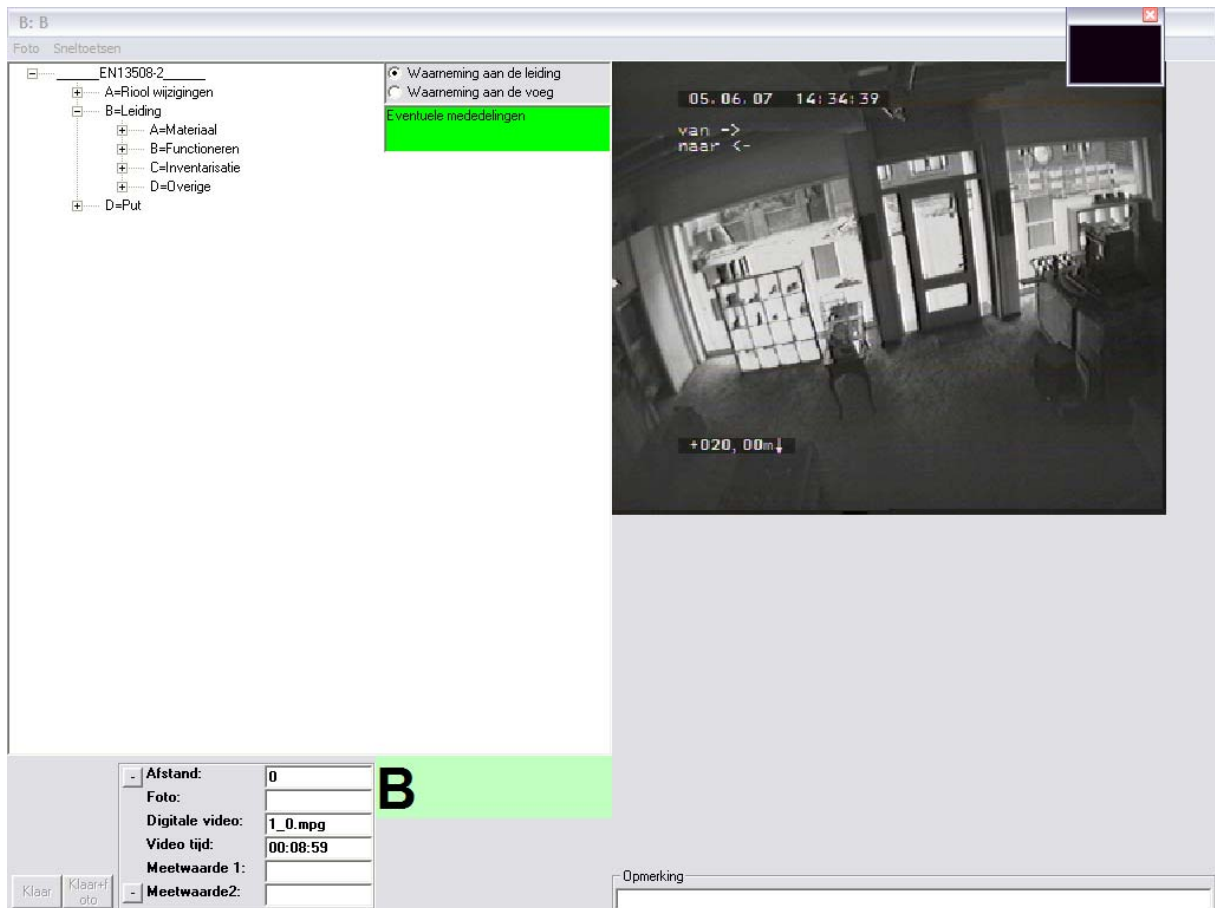 B: B
Foto Sneltoetsen
EN13508-2
A=Riool wijzigingen
B=Leiding
A=Materiaal
B=Functioneren
C=Inventarisatie
D=Overige
D=Put
Waarneming aan de leiding
Waarneming aan de voeg
Eventuele mededelingen
05.06.07 14:34:39
van ->
naar <-
+020,00m↓
- Afstand: 0
Foto:
Digitale video: 1_0.mpg
Video tijd: 00:08:59
Meetwaarde 1:
- Meetwaarde2:
B
Klaar
Klaar+f
oto
Opmerking